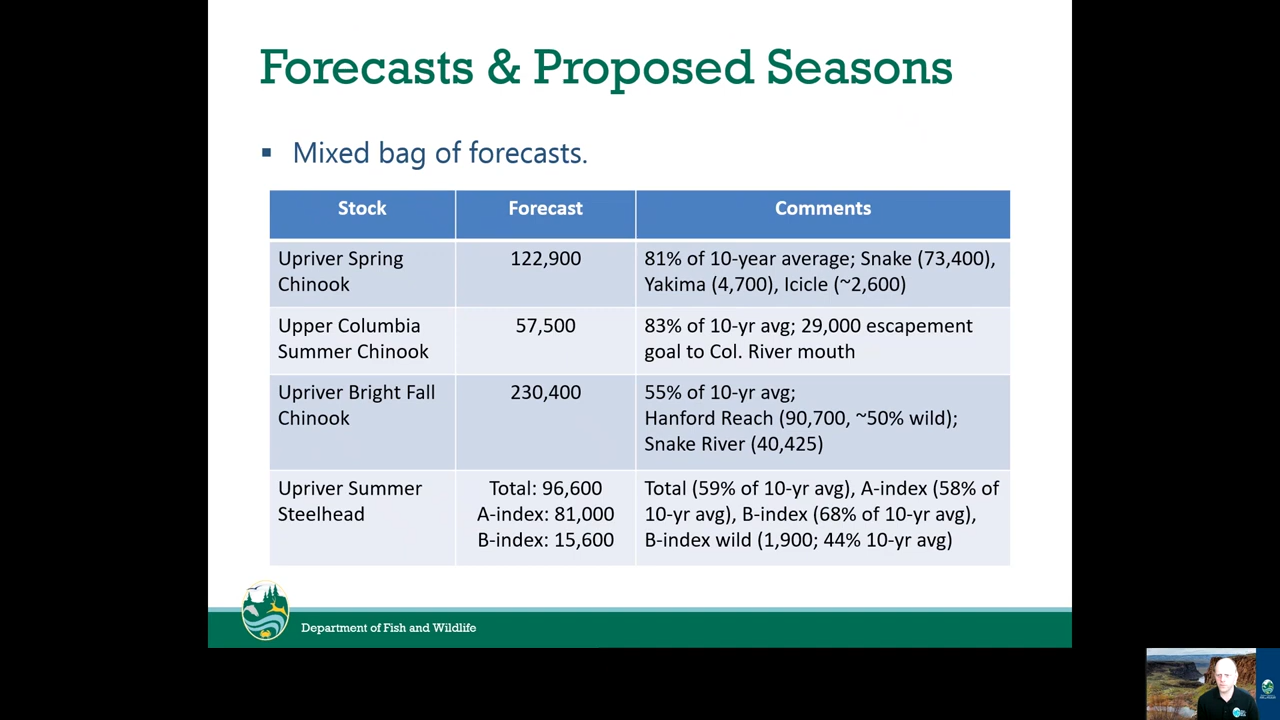 Forecasts & Proposed Seasons
▪ Mixed bag of forecasts.
Stock Forecast Comments
Upriver Spring Chinook
122,900
81% of 10-year average; Snake (73,400),
Yakima (4,700), Icicle (~2,600)
Upper Columbia
Summer Chinook
57,500
83% of 10-yr avg; 29,000 escapement
goal to Col. River mouth
Upriver Bright Fall
Chinook
230,400
55% of 10-yr avg;
Hanford Reach (90,700, ~50% wild);
Snake River (40,425)
Upriver Summer
Steelhead
Total: 96,600
A-index: 81,000
B-index: 15,600
Total (59% of 10-yr avg), A-index (58% of
10-yr avg), B-index (68% of 10-yr avg),
B-index wild (1,900; 44% 10-yr avg)
Department of Fish and Wildlife